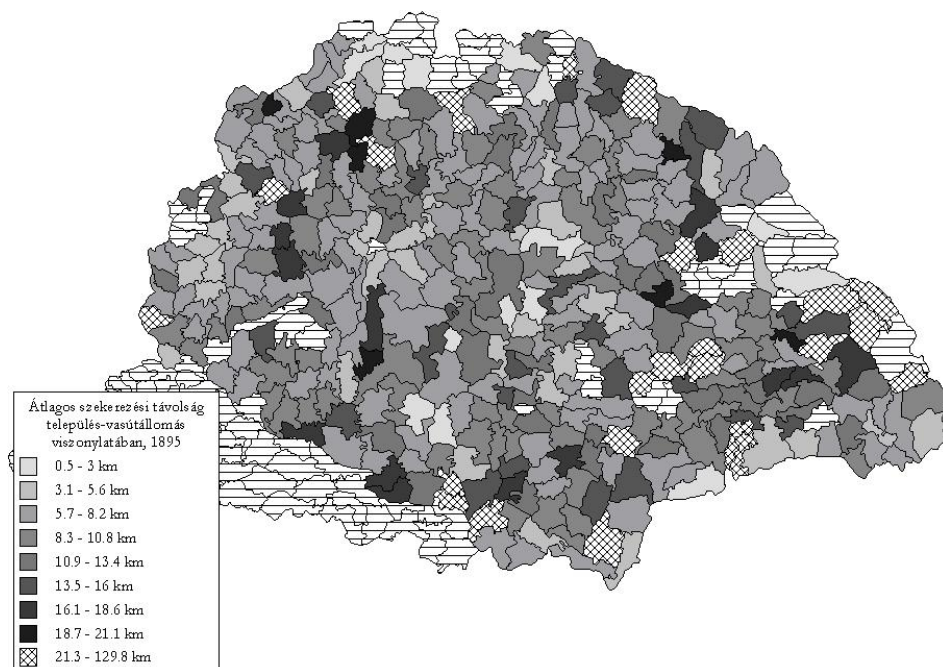 Átlagos szekerezési távolság
település-vasútállomás
viszonylatában, 1895
0.5 - 3 km
3.1 - 5.6 km
5.7 - 8.2 km
8.3 - 10.8 km
10.9 - 13.4 km
13.5 - 16 km
16.1 - 18.6 km
18.7 - 21.1 km
21.3 - 129.8 km